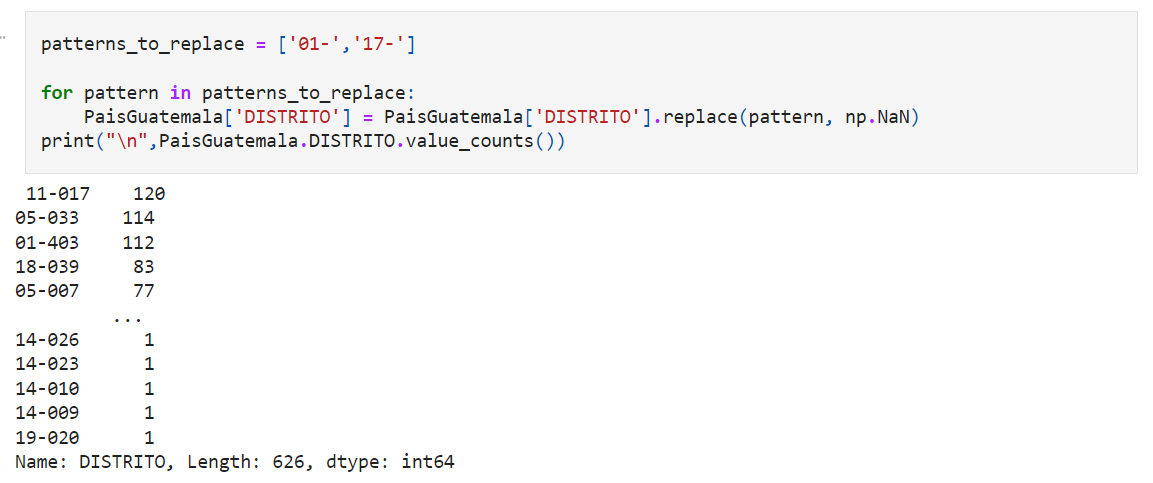 patterns_to_replace = ['01-','17-']
for pattern in patterns_to_replace:
    PaisGuatemala['DISTRITO'] = PaisGuatemala['DISTRITO'].replace(pattern, np.NaN)
print("\n",PaisGuatemala.DISTRITO.value_counts())
 11-017    120
05-033    114
01-403    112
18-039     83
05-007     77
         ...
14-026      1
14-023      1
14-010      1
14-009      1
19-020      1
Name: DISTRITO, Length: 626, dtype: int64